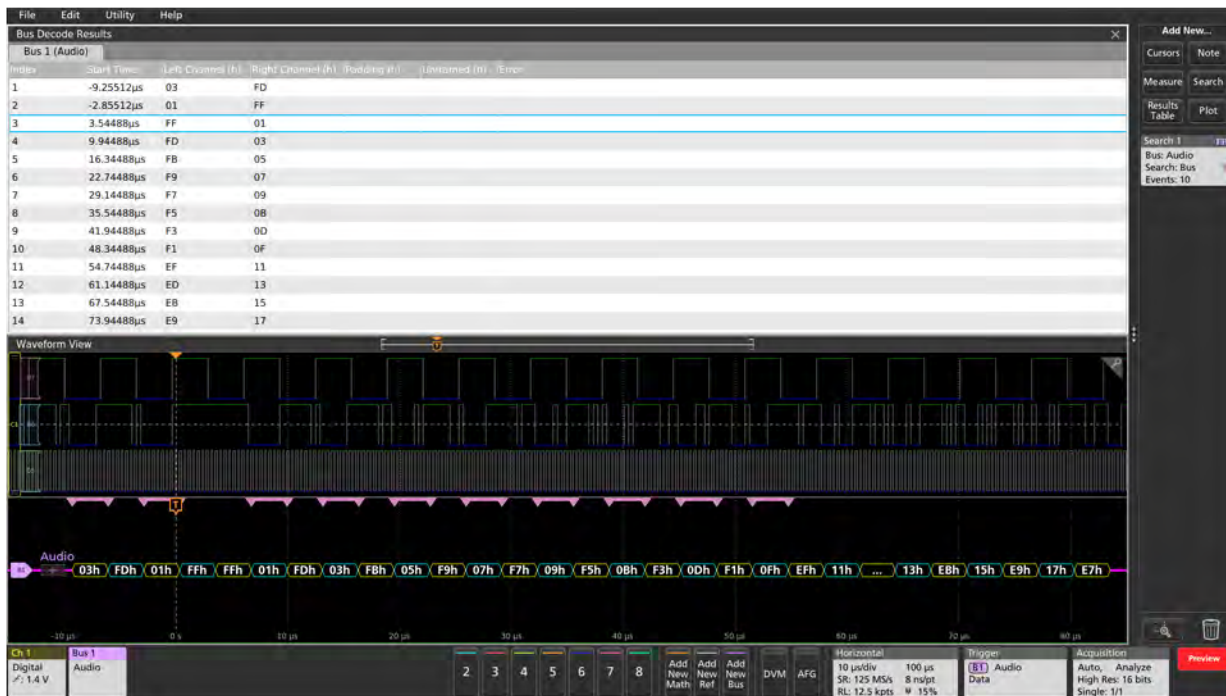 File Edit Utility Help
Bus Decode Results
Bus 1 (Audio)
Index Start Time Left Channel (h) Right Channel (h) Padding (h) Unnamed (h) Error
1 -9.25512µs 03 FD
2 -2.85512µs 01 FF
3 3.54488µs FF 01
4 9.94488µs FD 03
5 16.34488µs FB 05
6 22.74488µs F9 07
7 29.14488µs F7 09
8 35.54488µs F5 0B
9 41.94488µs F3 0D
10 48.34488µs F1 0F
11 54.74488µs EF 11
12 61.14488µs ED 13
13 67.54488µs EB 15
14 73.94488µs E9 17
Waveform View
C1
T
Audio
B1
03h FDh 01h FFh FFh 01h FDh 03h FBh 05h F9h 07h F7h 09h F5h 0Bh F3h 0Dh F1h 0Fh EFh 11h ... 13h EBh 15h E9h 17h E7h
-10 µs 0 s 10 µs 20 µs 30 µs 40 µs 50 µs 60 µs 70 µs 80 µs
Add New...
Cursors Note
Measure Search
Results Table Plot
Search 1
Bus: Audio
Search: Bus
Events: 10
Ch 1
Digital
1.4 V
Bus 1
Audio
2 3 4 5 6 7 8
Add New Math
Add New Ref
Add New Bus
DVM AFG
Horizontal
10 µs/div 100 µs
SR: 125 MS/s 8 ns/pt
RL: 12.5 kpts 15%
Trigger
B1 Audio
Data
Acquisition
Auto, Analyze
High Res: 16 bits
Single: 1/1
Preview